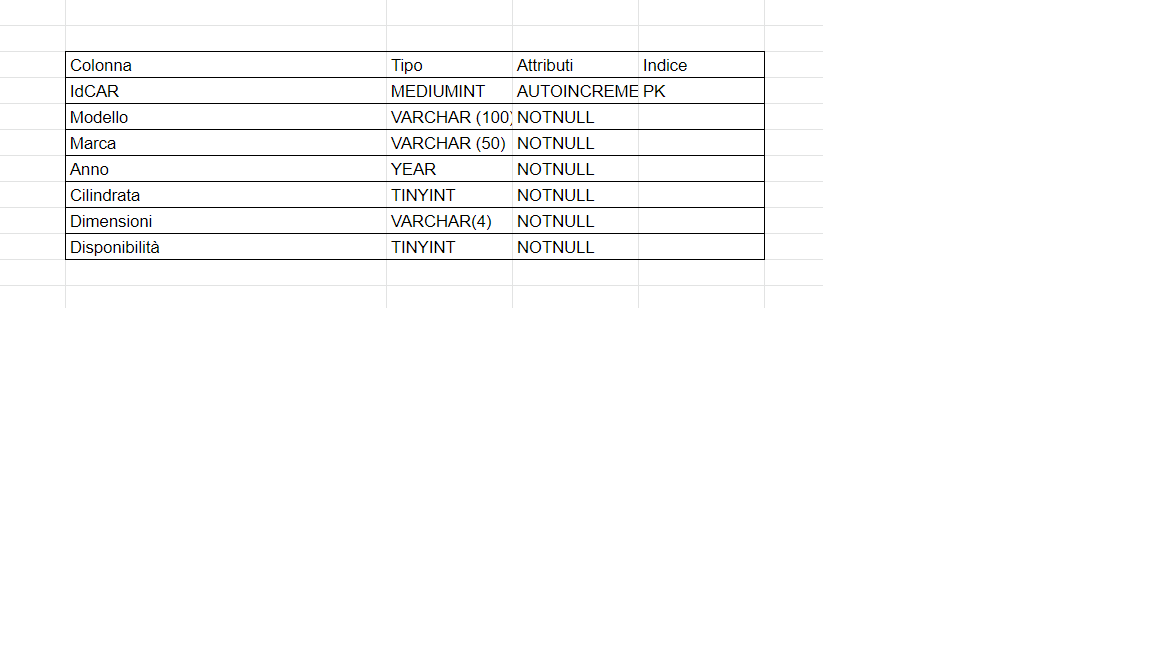 Colonna Tipo Attributi Indice
IdCAR MEDIUMINT AUTOINCREME PK
Modello VARCHAR (100) NOTNULL
Marca VARCHAR (50) NOTNULL
Anno YEAR NOTNULL
Cilindrata TINYINT NOTNULL
Dimensioni VARCHAR(4) NOTNULL
Disponibilità TINYINT NOTNULL